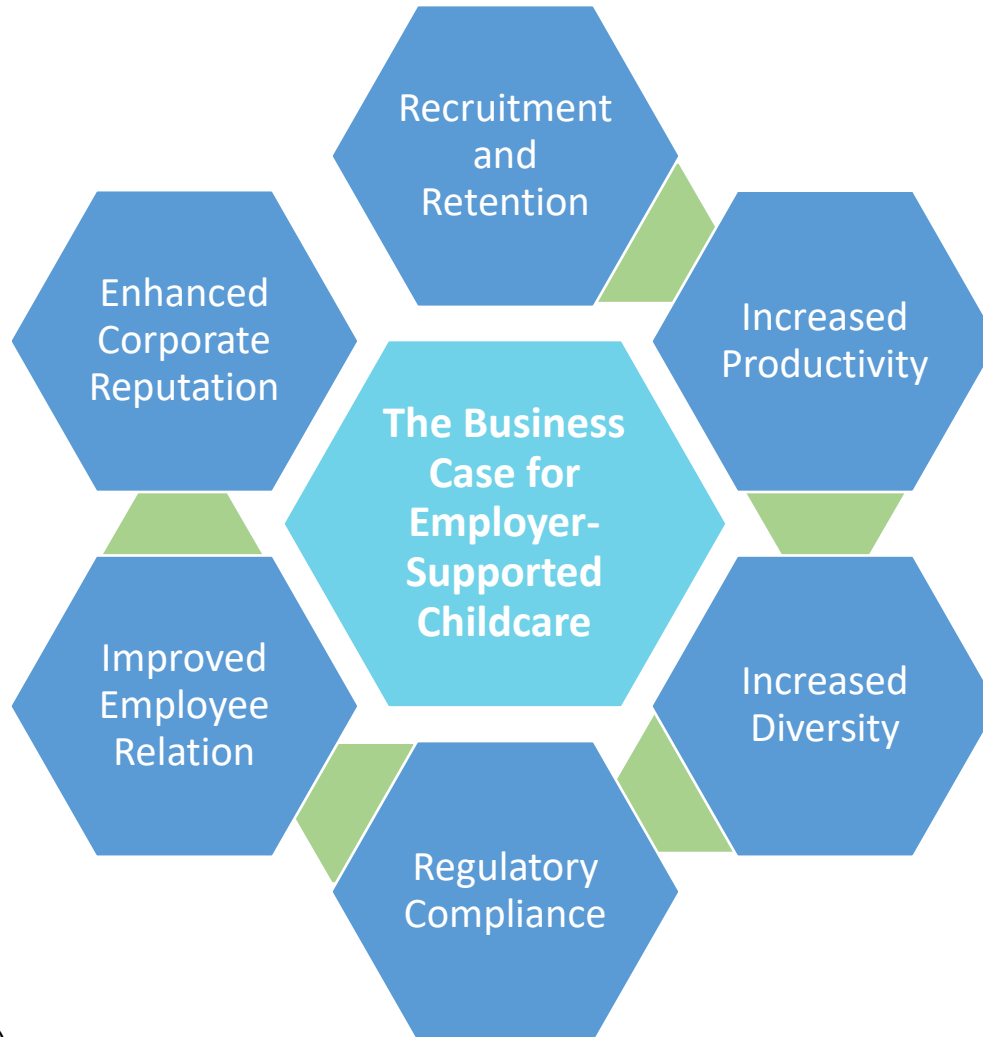 Recruitment
and
Retention
Increased
Productivity
Increased
Diversity
Regulatory
Compliance
Improved
Employee
Relation
Enhanced
Corporate
Reputation
The Business
Case for
Employer-
Supported
Childcare